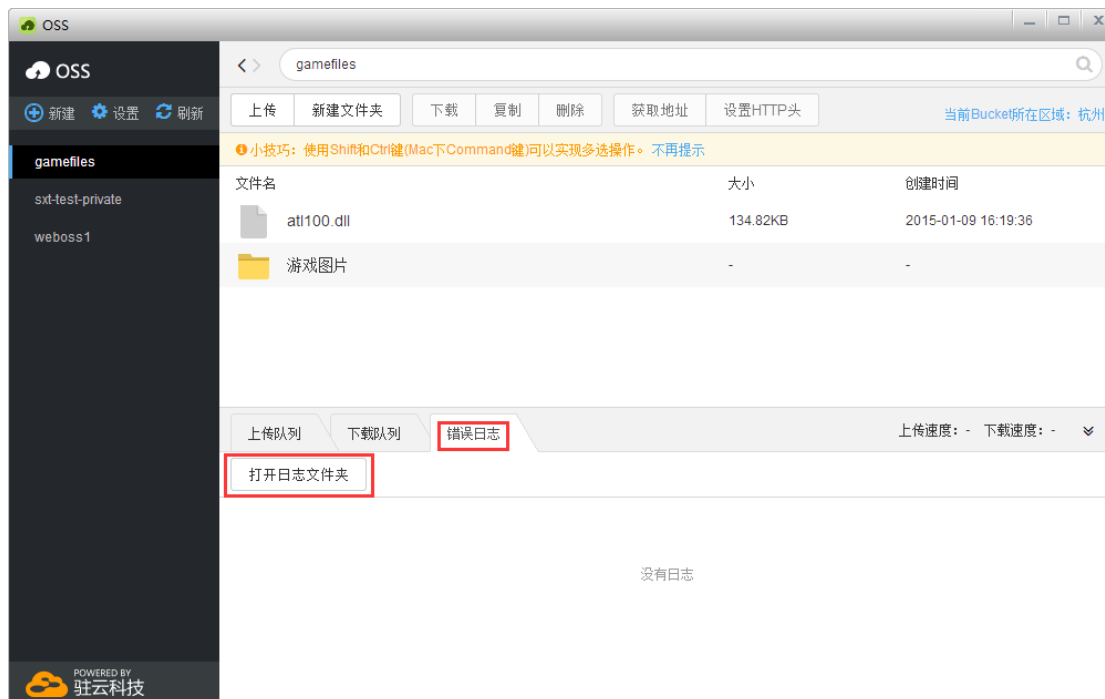 OSS
OSS
gamefiles
新建 设置 刷新
上传 新建文件夹 下载 复制 删除 获取地址 设置HTTP头
当前Bucket所在区域：杭州
小技巧：使用Shift和Ctrl键(Mac下Command键)可以实现多选操作。 不再提示
gamefiles
sxt-test-private
weboss1
文件名 大小 创建时间
atl100.dll 134.82KB 2015-01-09 16:19:36
游戏图片 - -
上传队列 下载队列 错误日志 上传速度：- 下载速度：-
打开日志文件夹
没有日志
POWERED BY
驻云科技